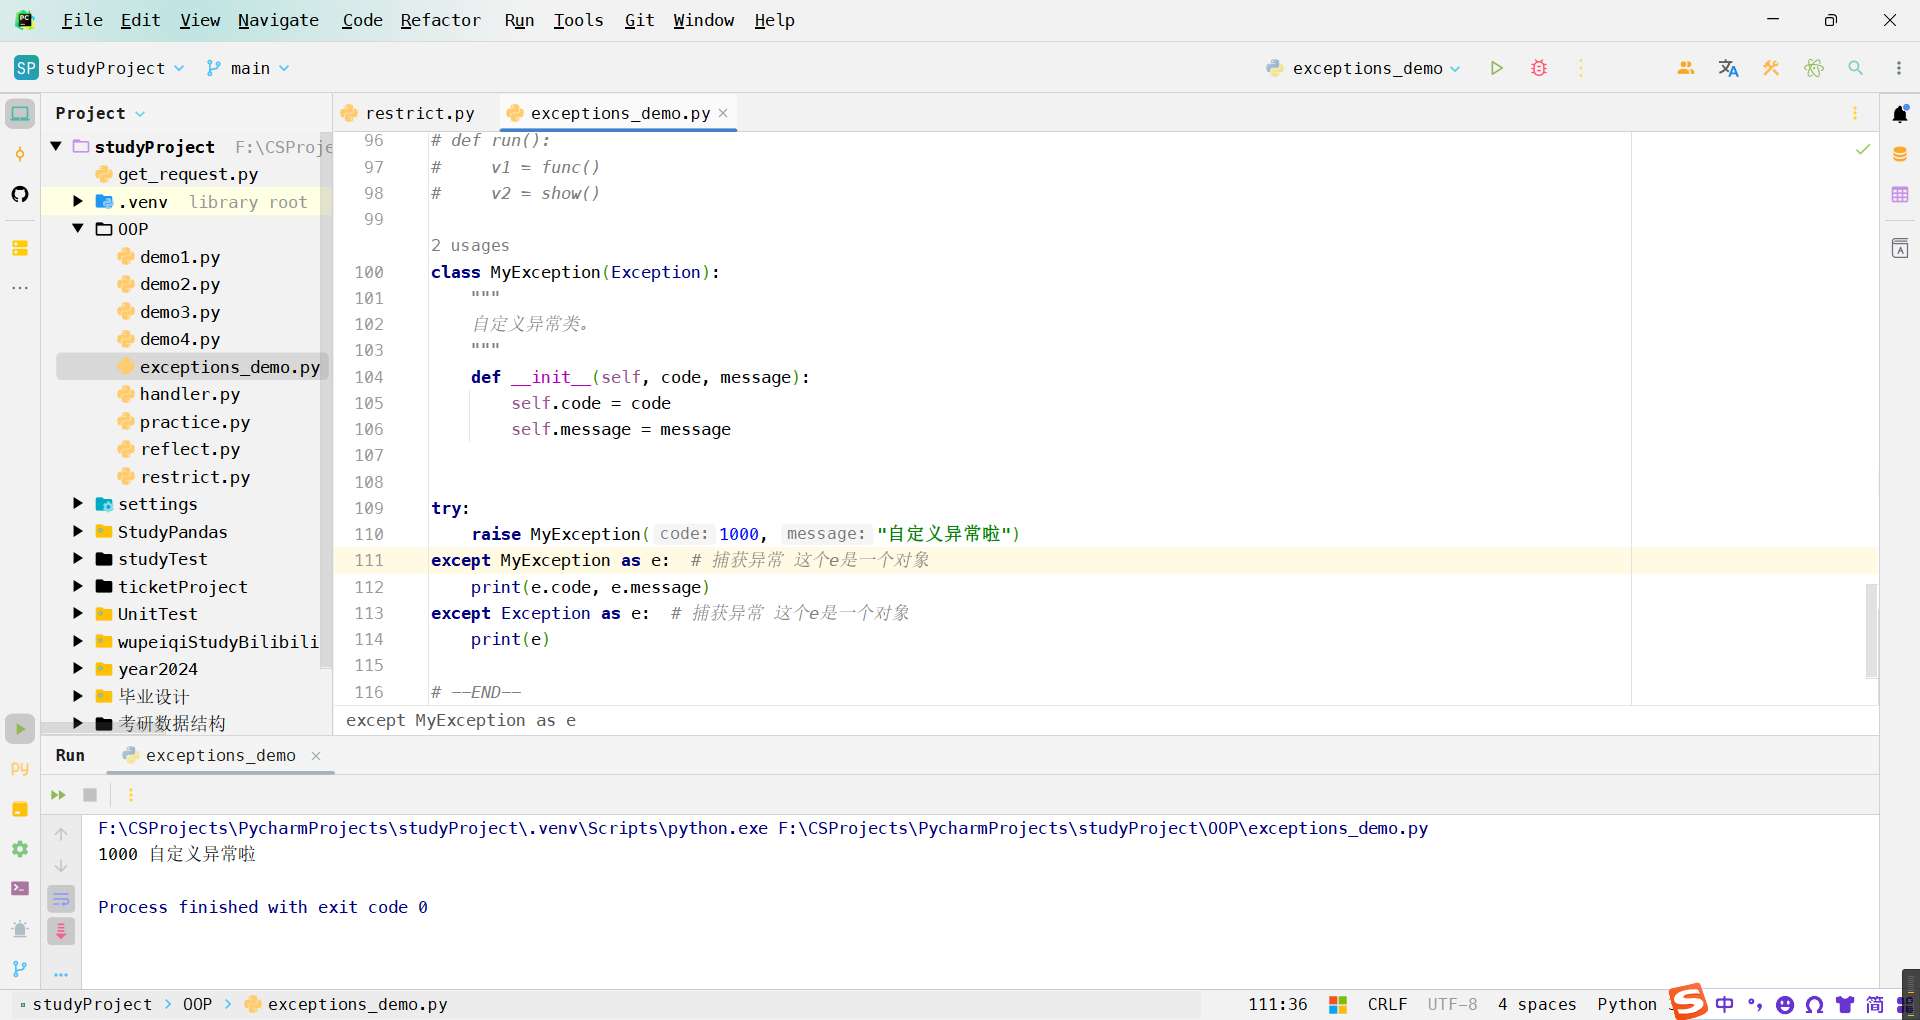 File Edit View Navigate Code Refactor Run Tools Git Window Help
SP studyProject main exceptions_demo
Project
restrict.py exceptions_demo.py
studyProject F:\CSProje
get_request.py
.venv library root
OOP
demo1.py
demo2.py
demo3.py
demo4.py
exceptions_demo.py
handler.py
practice.py
reflect.py
restrict.py
settings
StudyPandas
studyTest
ticketProject
UnitTest
wupeiqiStudyBilibili
year2024
毕业设计
考研数据结构
96 # def run():
97 #     v1 = func()
98 #     v2 = show()
99
2 usages
100 class MyException(Exception):
101     """
102     自定义异常类。
103     """
104     def __init__(self, code, message):
105         self.code = code
106         self.message = message
107
108
109 try:
110     raise MyException( code: 1000, message: "自定义异常啦")
111 except MyException as e:  # 捕获异常 这个e是一个对象
112     print(e.code, e.message)
113 except Exception as e:  # 捕获异常 这个e是一个对象
114     print(e)
115
116 # --END--
except MyException as e
Run exceptions_demo
F:\CSProjects\PycharmProjects\studyProject\.venv\Scripts\python.exe F:\CSProjects\PycharmProjects\studyProject\OOP\exceptions_demo.py
1000 自定义异常啦
Process finished with exit code 0
py
studyProject OOP exceptions_demo.py
111:36 CRLF UTF-8 4 spaces Python
S 中 简